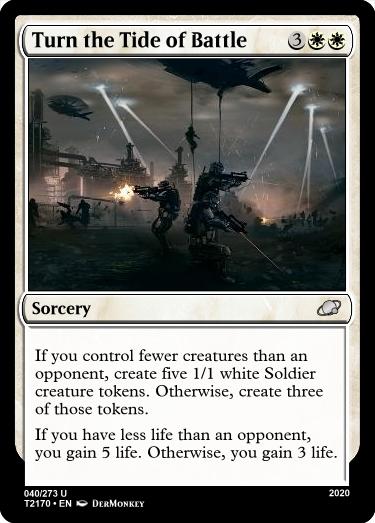 Turn the Tide of Battle 3
Sorcery
If you control fewer creatures than an
opponent, create five 1/1 white Soldier
creature tokens. Otherwise, create three
of those tokens.
If you have less life than an opponent,
you gain 5 life. Otherwise, you gain 3 life.
040/273 U 2020
T2170 • EN DerMonkey